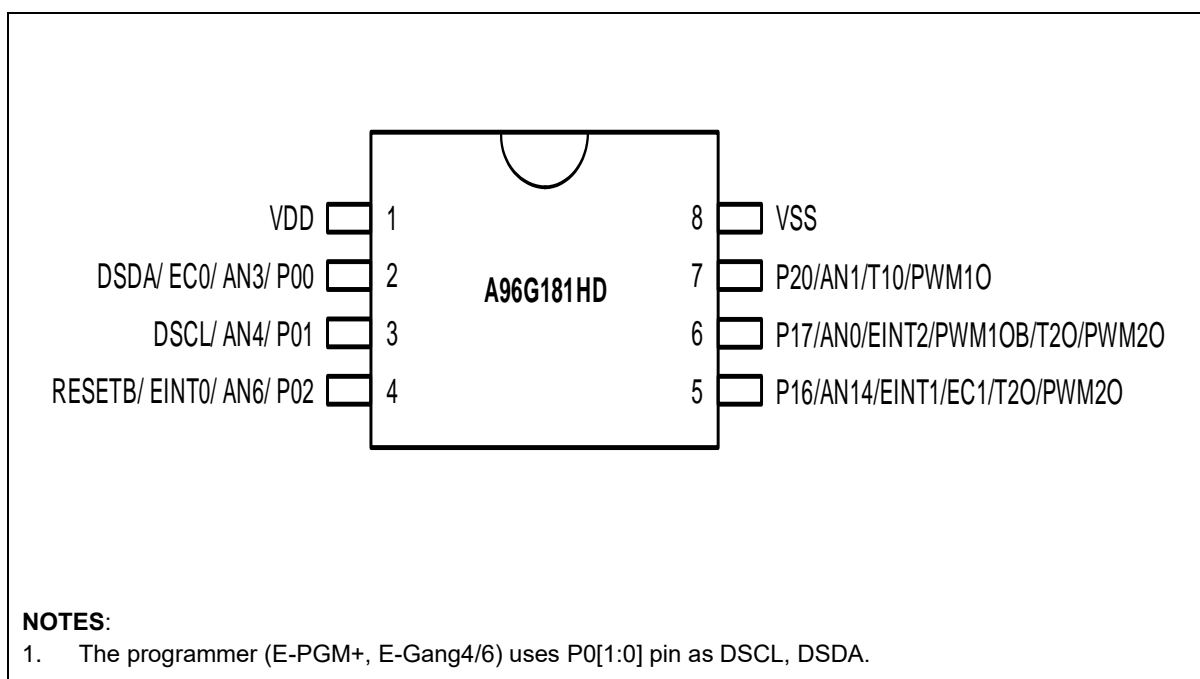 VDD 1 8 VSS
DSDA/ EC0/ AN3/ P00 2 A96G181HD 7 P20/AN1/T10/PWM1O
DSCL/ AN4/ P01 3 6 P17/AN0/EINT2/PWM1OB/T2O/PWM2O
RESETB/ EINT0/ AN6/ P02 4 5 P16/AN14/EINT1/EC1/T2O/PWM2O
NOTES:
1. The programmer (E-PGM+, E-Gang4/6) uses P0[1:0] pin as DSCL, DSDA.